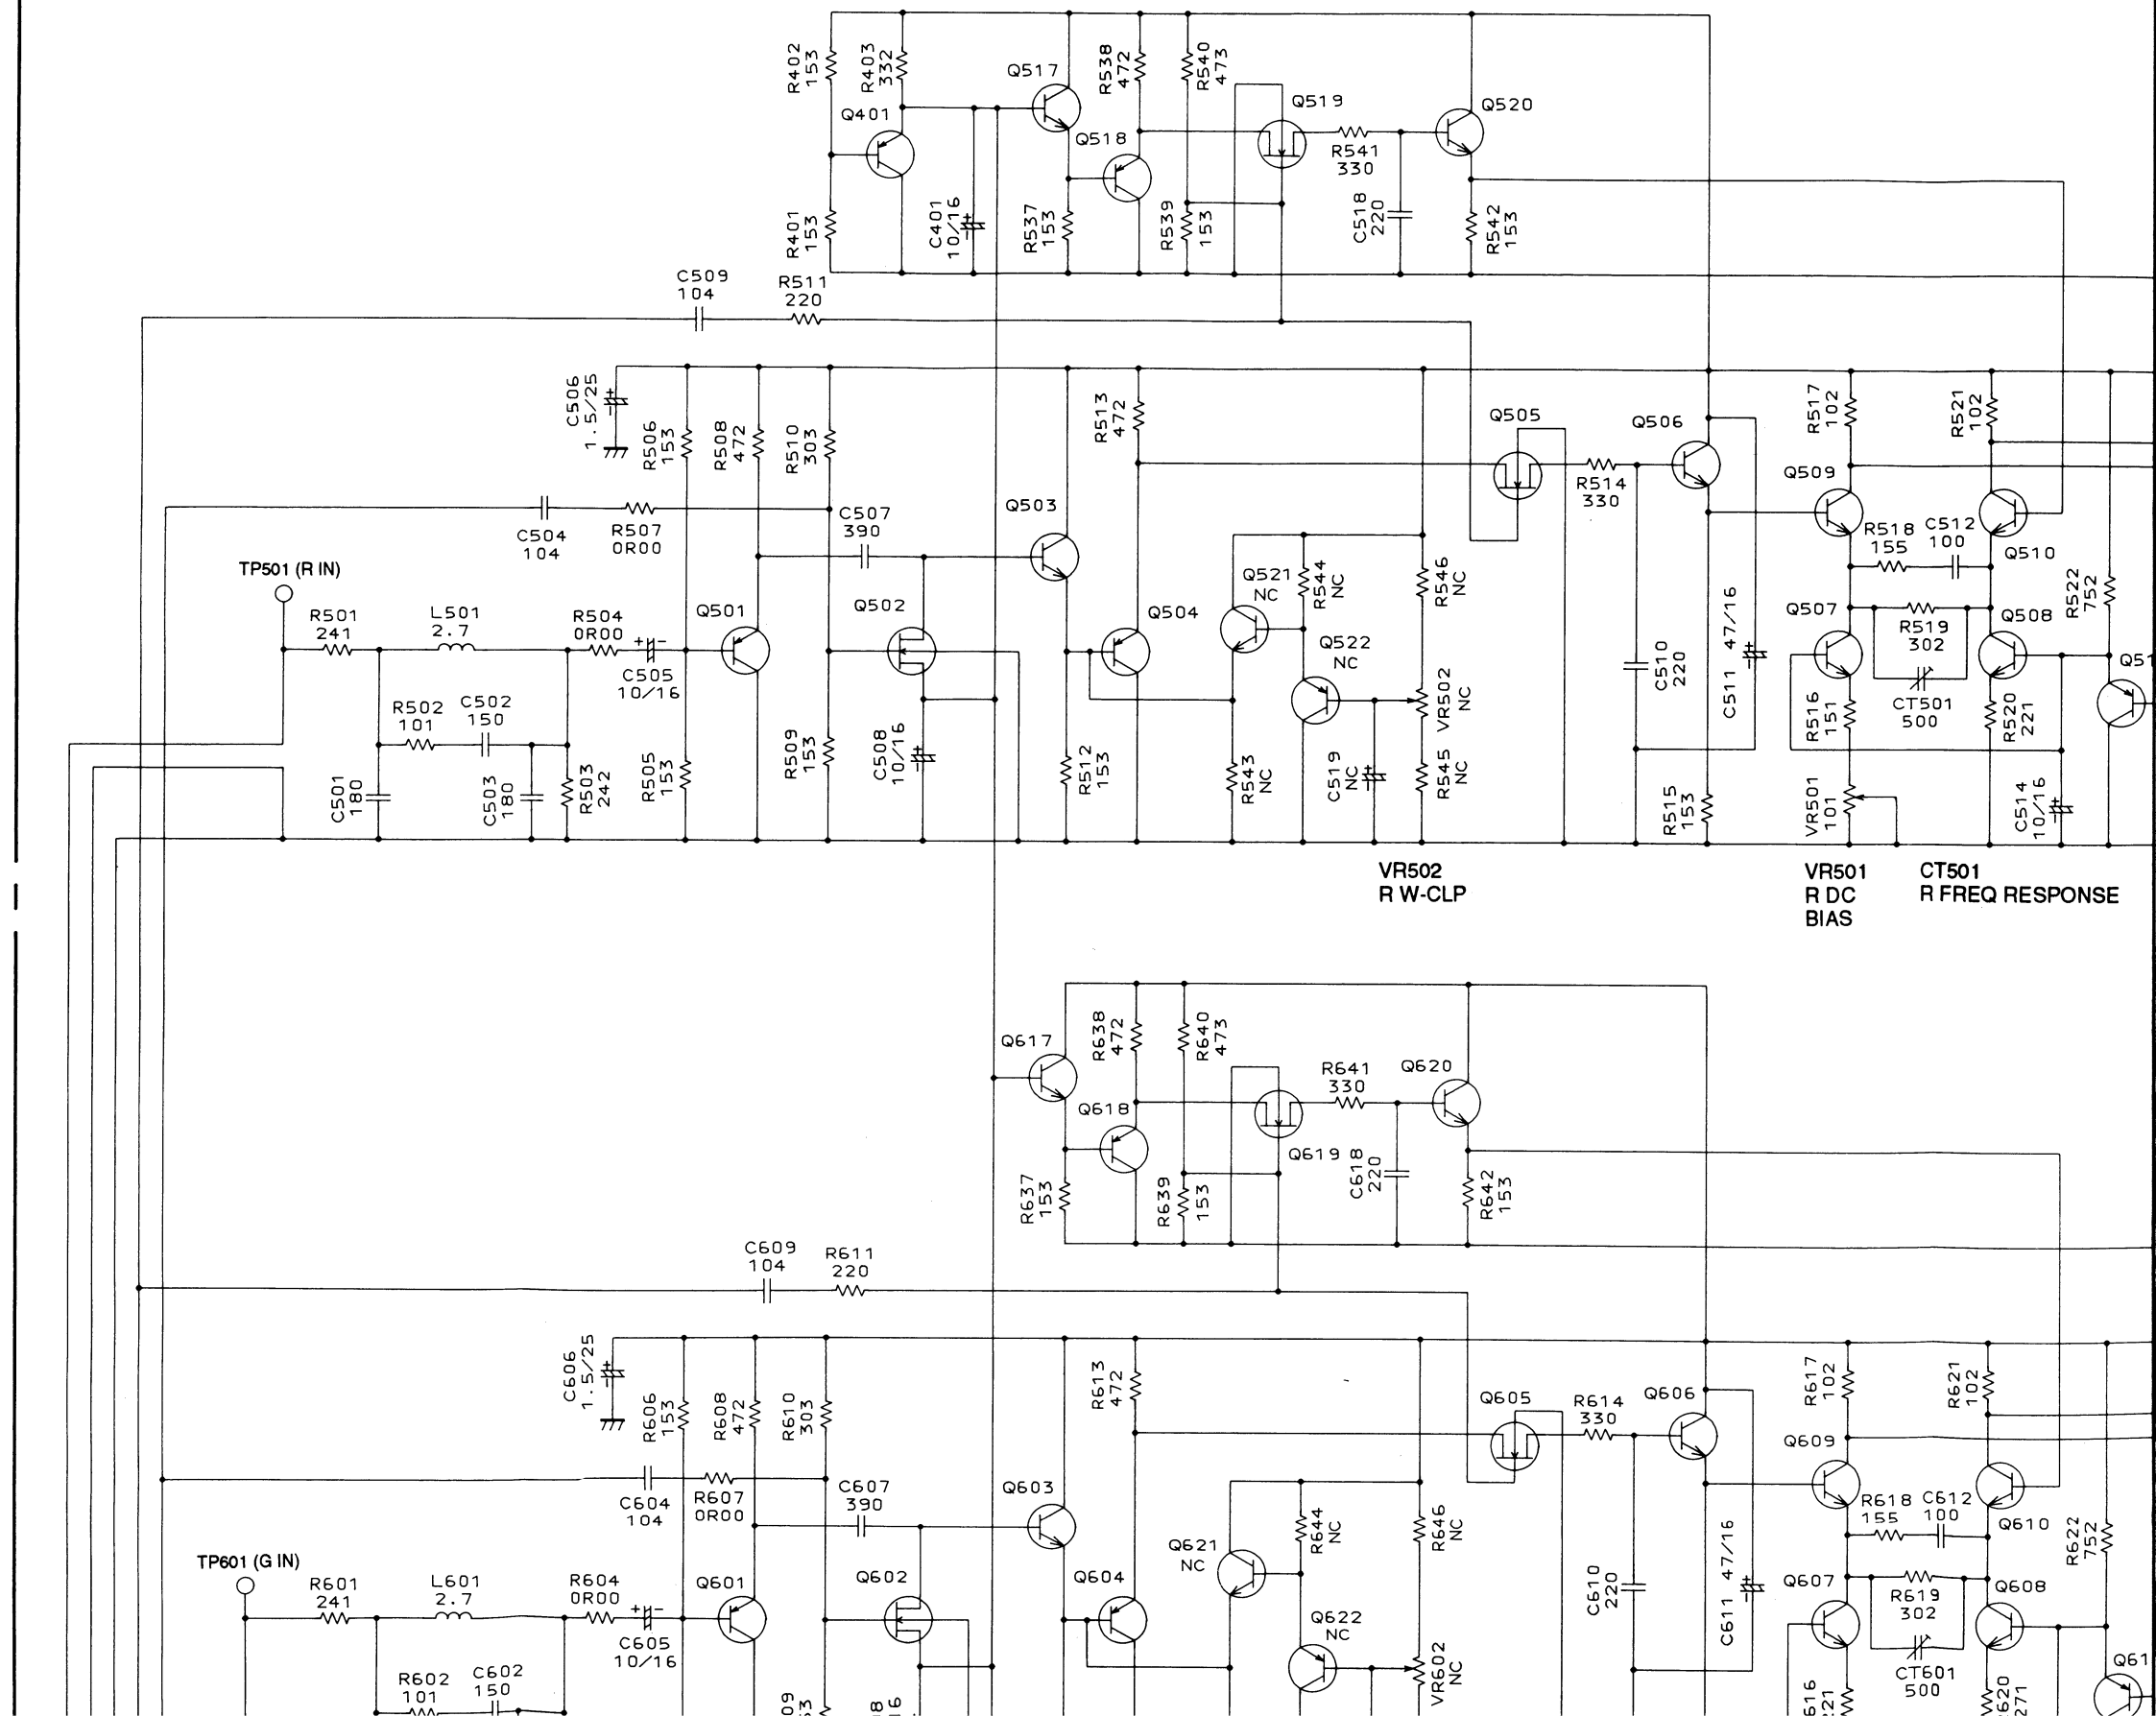 R402
153
R403
332
Q401
R401
153
C401
10/16
Q517
R537
153
R538
472
Q518
R540
473
R539
153
Q519
R541
330
C518
220
Q520
R542
153
C509
104
R511
220
C506
1.5/25
R506
153
R508
472
R510
303
C504
104
R507
0R00
C507
390
TP501 (R IN)
R501
241
L501
2.7
R504
0R00
C505
10/16
R502
101
C502
150
C501
180
C503
180
R503
242
R505
153
Q501
R509
153
Q502
C508
10/16
Q503
R512
153
R513
472
Q504
Q521
NC
R544
NC
Q522
NC
R543
NC
C519
NC
R546
NC
VR502
NC
R545
NC
Q505
R514
330
Q506
C510
220
C511 47/16
R515
153
R517
102
R521
102
Q509
R518
155
C512
100
Q510
Q507
R519
302
Q508
R522
752
CT501
500
R516
151
R520
221
VR501
101
C514
10/16
Q51
VR502
R W-CLP
VR501
R DC
BIAS
CT501
R FREQ RESPONSE
Q617
R637
153
R638
472
Q618
R640
473
R639
153
Q619
R641
330
C618
220
Q620
R642
153
C609
104
R611
220
C606
1.5/25
R606
153
R608
472
R610
303
C604
104
R607
0R00
C607
390
TP601 (G IN)
R601
241
L601
2.7
R604
0R00
C605
10/16
R602
101
C602
150
Q601
Q602
09
53
8
16
Q603
R613
472
Q604
Q621
NC
R644
NC
Q622
NC
R646
NC
VR602
NC
Q605
R614
330
Q606
C610
220
C611 47/16
R617
102
R621
102
Q609
R618
155
C612
100
Q610
Q607
R619
302
Q608
R622
752
CT601
500
616
221
620
271
Q61